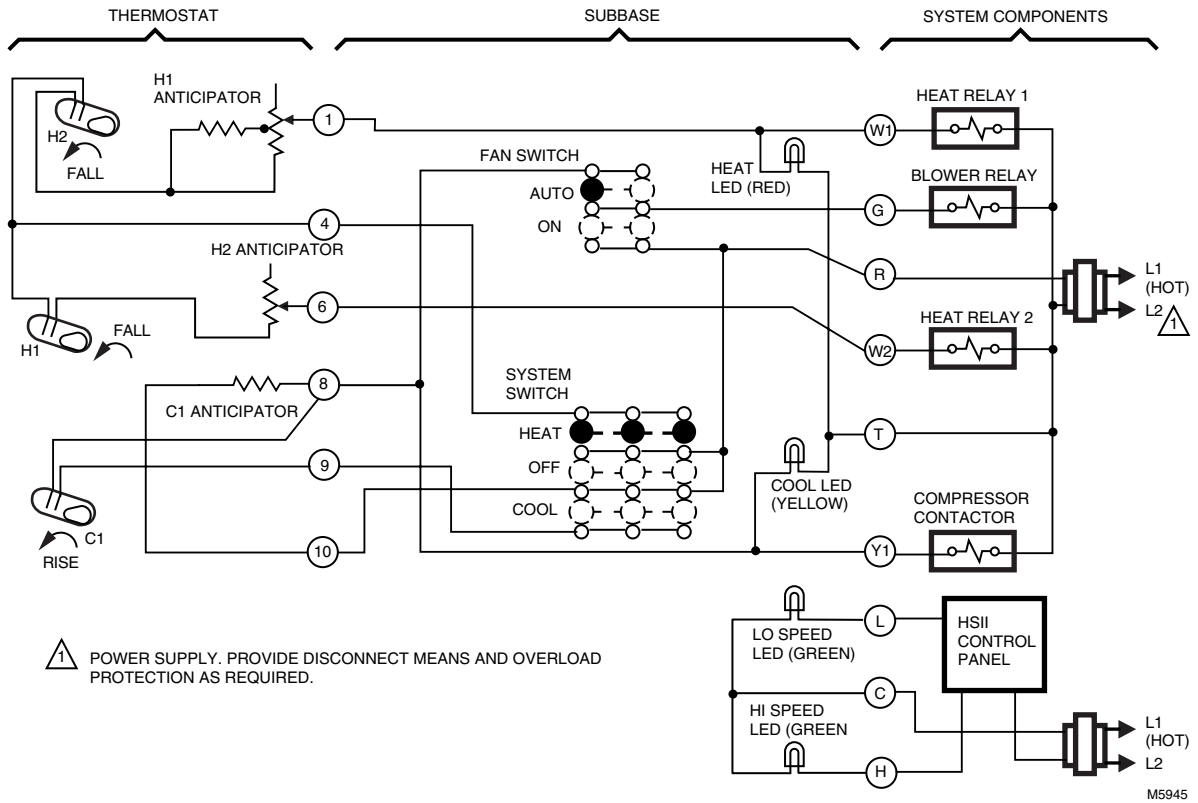 THERMOSTAT
SUBBASE
SYSTEM COMPONENTS
H1
ANTICIPATOR
H2
FALL
1
FAN SWITCH
AUTO
ON
HEAT
LED (RED)
W1
HEAT RELAY 1
BLOWER RELAY
G
4
H2 ANTICIPATOR
R
L1
(HOT)
L2
1
6
H1
FALL
W2
HEAT RELAY 2
8
C1 ANTICIPATOR
SYSTEM
SWITCH
HEAT
OFF
COOL
T
9
COOL LED
(YELLOW)
COMPRESSOR
CONTACTOR
C1
RISE
10
Y1
1
POWER SUPPLY. PROVIDE DISCONNECT MEANS AND OVERLOAD
PROTECTION AS REQUIRED.
LO SPEED
LED (GREEN)
L
HSII
CONTROL
PANEL
C
HI SPEED
LED (GREEN
H
L1
(HOT)
L2
M5945